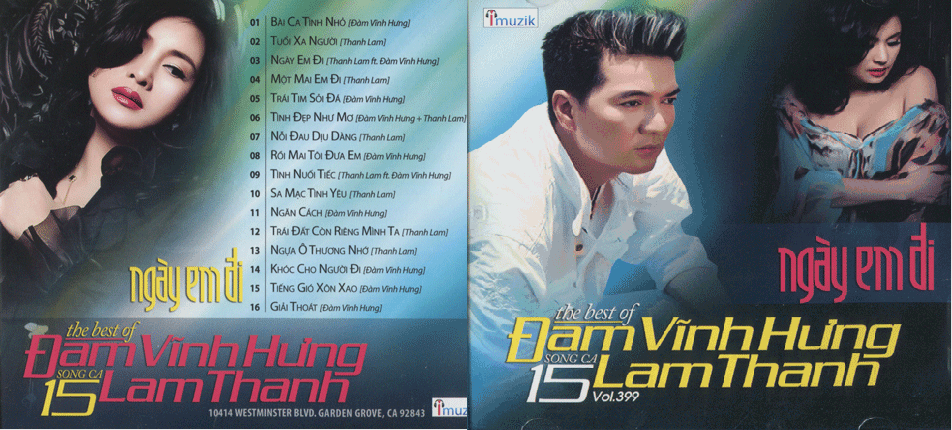 01 BÀI CA TÌNH NHỎ [Đàm Vĩnh Hưng]
02 TUỔI XA NGƯỜI [Thanh Lam]
03 NGÀY EM ĐI [Thanh Lam ft. Đàm Vĩnh Hưng]
04 MỘT MAI EM ĐI [Thanh Lam]
05 TRÁI TIM SỎI ĐÁ [Đàm Vĩnh Hưng]
06 TÌNH ĐẸP NHƯ MƠ [Đàm Vĩnh Hưng + Thanh Lam]
07 NỖI ĐAU DỊU DÀNG [Thanh Lam]
08 RỒI MAI TÔI ĐƯA EM [Đàm Vĩnh Hưng]
09 TÌNH NUỐI TIẾC [Thanh Lam ft. Đàm Vĩnh Hưng]
10 SA MẠC TÌNH YÊU [Thanh Lam]
11 NGĂN CÁCH [Đàm Vĩnh Hưng]
12 TRÁI ĐẤT CÒN RIÊNG MÌNH TA [Thanh Lam]
13 NGỰA Ô THƯƠNG NHỚ [Thanh Lam]
14 KHÓC CHO NGƯỜI ĐI [Đàm Vĩnh Hưng]
15 TIẾNG GIÓ XÔN XAO [Đàm Vĩnh Hưng]
16 GIẢI THOÁT [Đàm Vĩnh Hưng]
ngày em đi
the best of
ĐÀM VĨNH HƯNG
SONG CA
15 LAM THANH
10414 WESTMINSTER BLVD. GARDEN GROVE, CA 92843
imuz
imuzik
ngày em đi
the best of
ĐÀM VĨNH HƯNG
SONG CA
15 LAM THANH
Vol.399